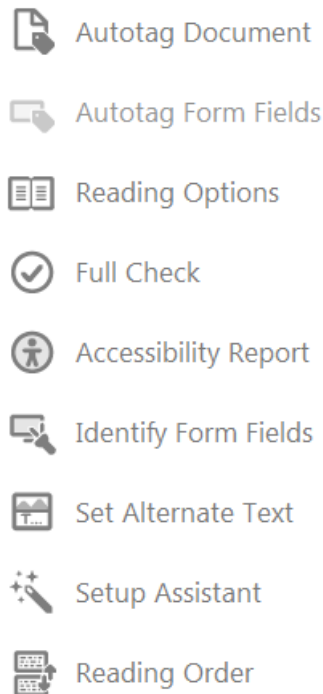 Autotag Document
Autotag Form Fields
Reading Options
Full Check
Accessibility Report
Identify Form Fields
T...
Set Alternate Text
Setup Assistant
Reading Order